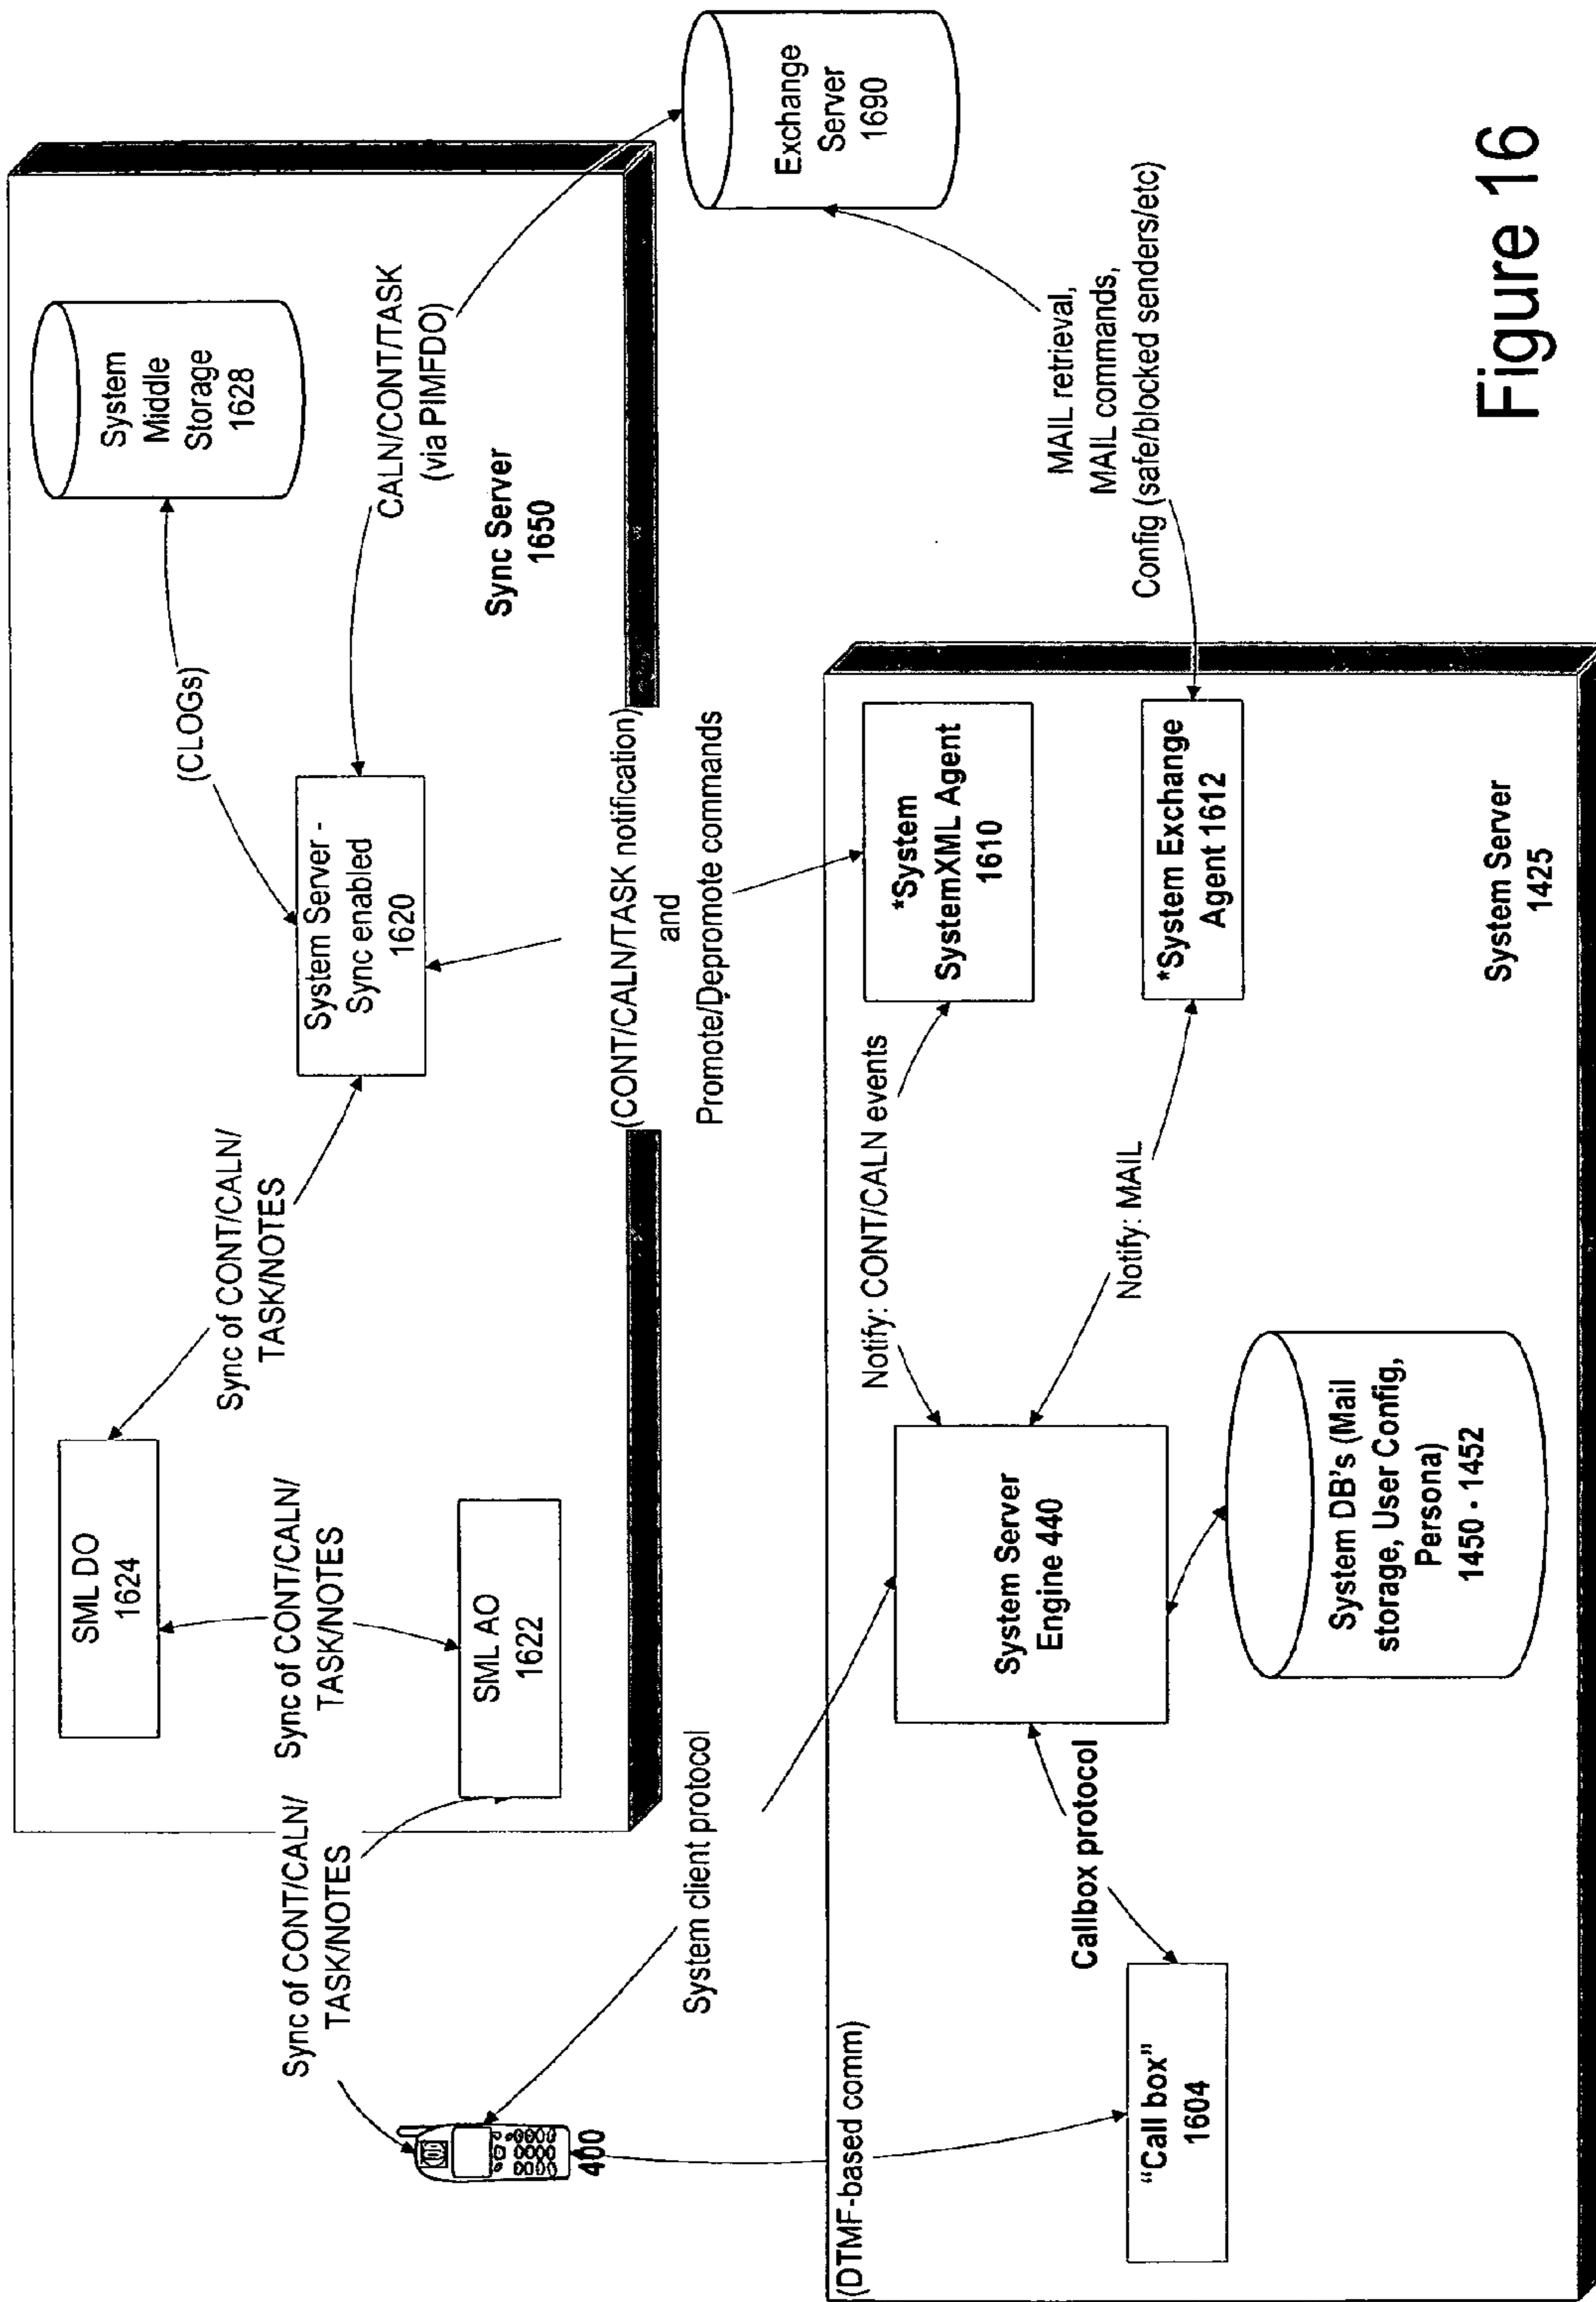 SML DO
1624
Sync of CONT/CALN/
TASK/NOTES
(CLOGs)
System
Middle
Storage
1628
Sync of CONT/CALN/
TASK/NOTES
System Server -
Sync enabled
1620
CALN/CONT/TASK
(via PIMFDO)
Sync of CONT/CALN/
TASK/NOTES
SML AO
1622
Sync Server
1650
400
System client protocol
(CONT/CALN/TASK notification)
and
Promote/Depromote commands
Exchange
Server
1690
(DTMF-based comm)
Notify: CONT/CALN events
*System
SystemXML Agent
1610
System Server
Engine 440
Callbox protocol
Notify: MAIL
*System Exchange
Agent 1612
MAIL retrieval,
MAIL commands,
Config (safe/blocked senders/etc)
"Call box"
1604
System DB's (Mail
storage, User Config,
Persona)
1450 - 1452
System Server
1425
Figure 16